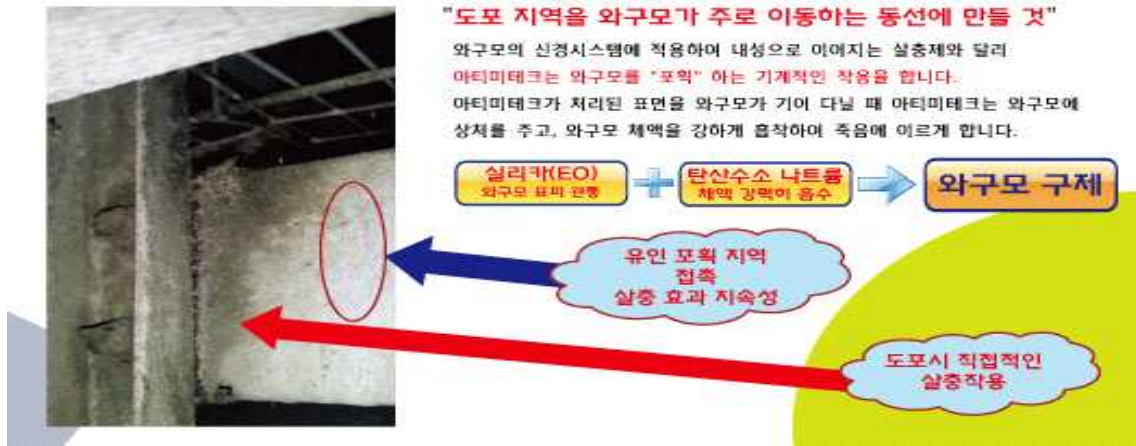 "도포 지역을 와구모가 주로 이동하는 동선에 만들 것"
와구모의 신경시스템에 적용하여 내성으로 이어지는 살충제와 달리
아티미테크는 와구모를 "포획" 하는 기계적인 작용을 합니다.
아티미테크가 처리된 표면을 와구모가 기어 다닐 때 아티미테크는 와구모에
상처를 주고, 와구모 체액을 강하게 흡착하여 죽음에 이르게 합니다.
실리카(EO)
와구모 표피 관통
탄산수소 나트륨
체액 강력히 흡수
와구모 구제
유인 포획 지역
접촉
살충 효과 지속성
도포시 직접적인
살충작용